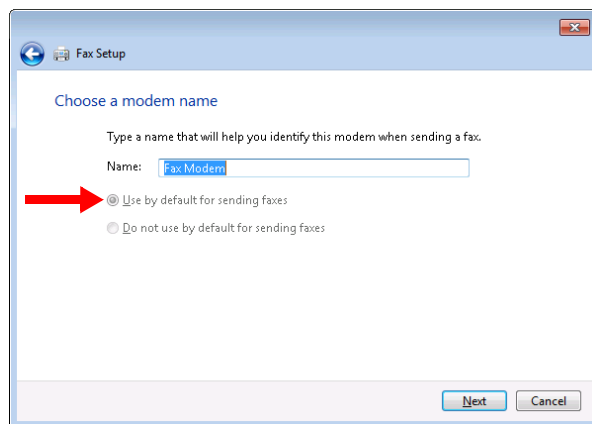 Fax Setup
Choose a modem name
Type a name that will help you identify this modem when sending a fax.
Name: Fax Modem
Use by default for sending faxes
Do not use by default for sending faxes
Next Cancel